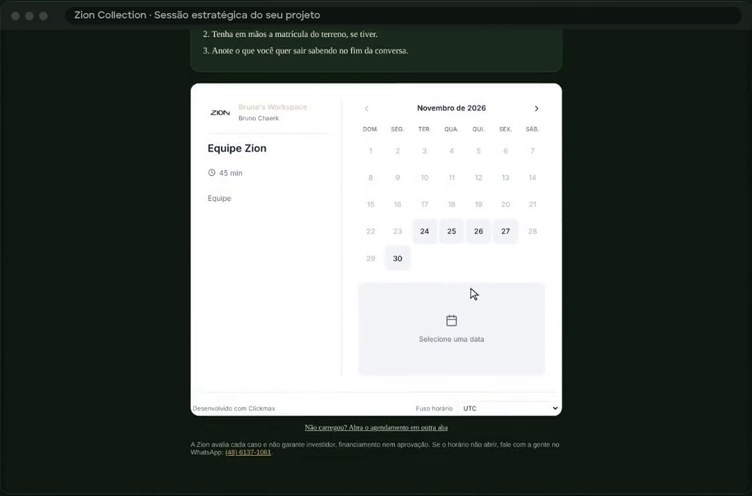 Zion Collection · Sessão estratégica do seu projeto
2. Tenha em mãos a matrícula do terreno, se tiver.
3. Anote o que você quer sair sabendo no fim da conversa.
ZION
Bruno's Workspace
Bruno Chaerk
Equipe Zion
45 min
Equipe
Novembro de 2026
DOM. SEG. TER. QUA. QUI. SEX. SÁB.
1 2 3 4 5 6 7
8 9 10 11 12 13 14
15 16 17 18 19 20 21
22 23 24 25 26 27 28
29 30
Selecione uma data
Desenvolvido com Clickmax
Fuso horário UTC
Não carregou? Abra o agendamento em outra aba
A Zion avalia cada caso e não garante investidor, financiamento nem aprovação. Se o horário não abrir, fale com a gente no
WhatsApp: (48) 6137-1061.